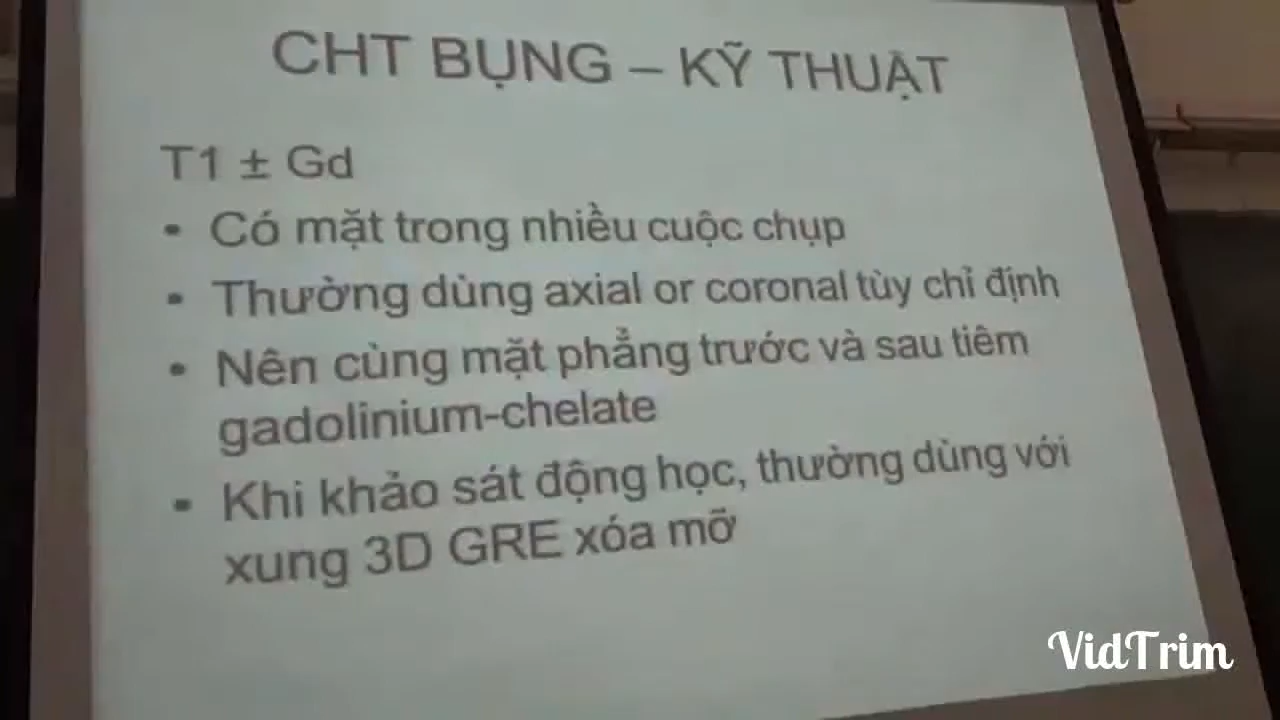 CHT BỤNG – KỸ THUẬT
T1 ± Gd
• Có mặt trong nhiều cuộc chụp
• Thường dùng axial or coronal tùy chỉ định
• Nên cùng mặt phẳng trước và sau tiêm
gadolinium-chelate
• Khi khảo sát động học, thường dùng với
xung 3D GRE xóa mỡ
VidTrim